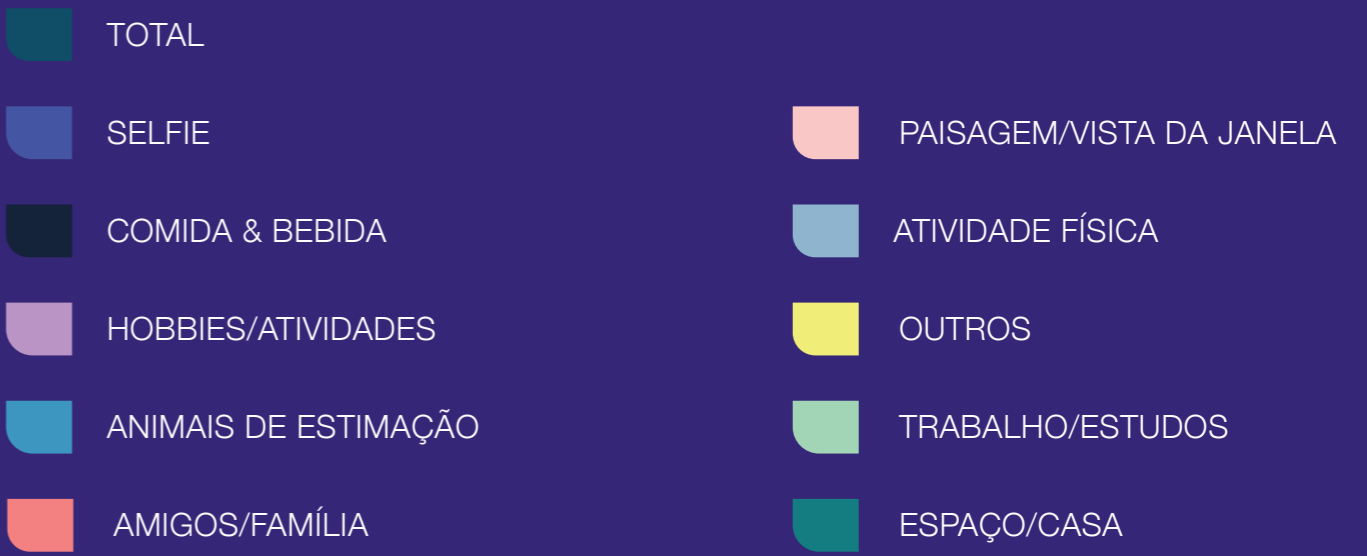 TOTAL
SELFIE
COMIDA & BEBIDA
HOBBIES/ATIVIDADES
ANIMAIS DE ESTIMAÇÃO
AMIGOS/FAMÍLIA
PAISAGEM/VISTA DA JANELA
ATIVIDADE FÍSICA
OUTROS
TRABALHO/ESTUDOS
ESPAÇO/CASA